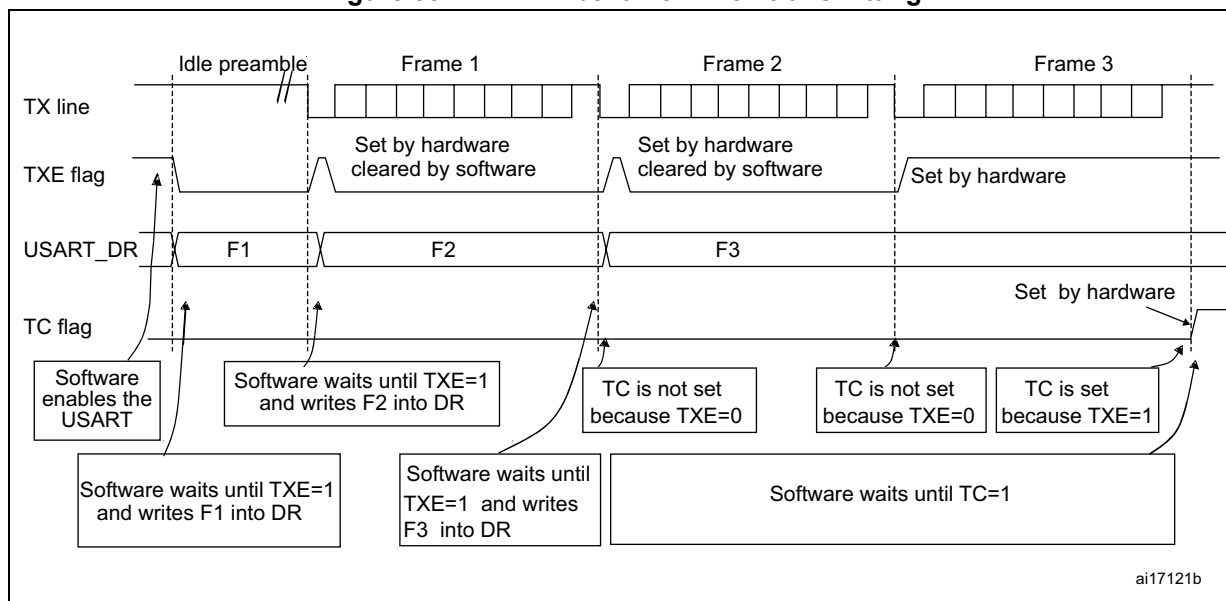 Idle preamble
Frame 1
Frame 2
Frame 3
TX line
Set by hardware
cleared by software
Set by hardware
cleared by software
TXE flag
Set by hardware
USART_DR
F1
F2
F3
Set by hardware
TC flag
Software
enables the
USART
Software waits until TXE=1
and writes F2 into DR
TC is not set
because TXE=0
TC is not set
because TXE=0
TC is set
because TXE=1
Software waits until TXE=1
and writes F1 into DR
Software waits until
TXE=1 and writes
F3 into DR
Software waits until TC=1
ai17121b